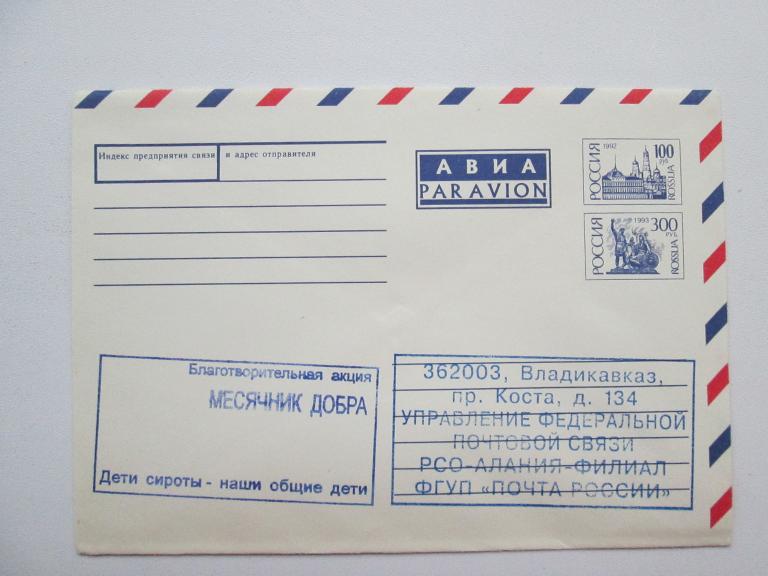 Индекс предприятия связи и адрес отправителя
АВИА
PAR AVION
РОССИЯ 1992 100 РУБ ROSSIJA
РОССИЯ 1993 300 РУБ. ROSSIJA
Благотворительная акция
МЕСЯЧНИК ДОБРА
Дети сироты - наши общие дети
362003, Владикавказ,
пр. Коста, д. 134
УПРАВЛЕНИЕ ФЕДЕРАЛЬНОЙ
ПОЧТОВОЙ СВЯЗИ
РСО-АЛАНИЯ-ФИЛИАЛ
ФГУП «ПОЧТА РОССИИ»